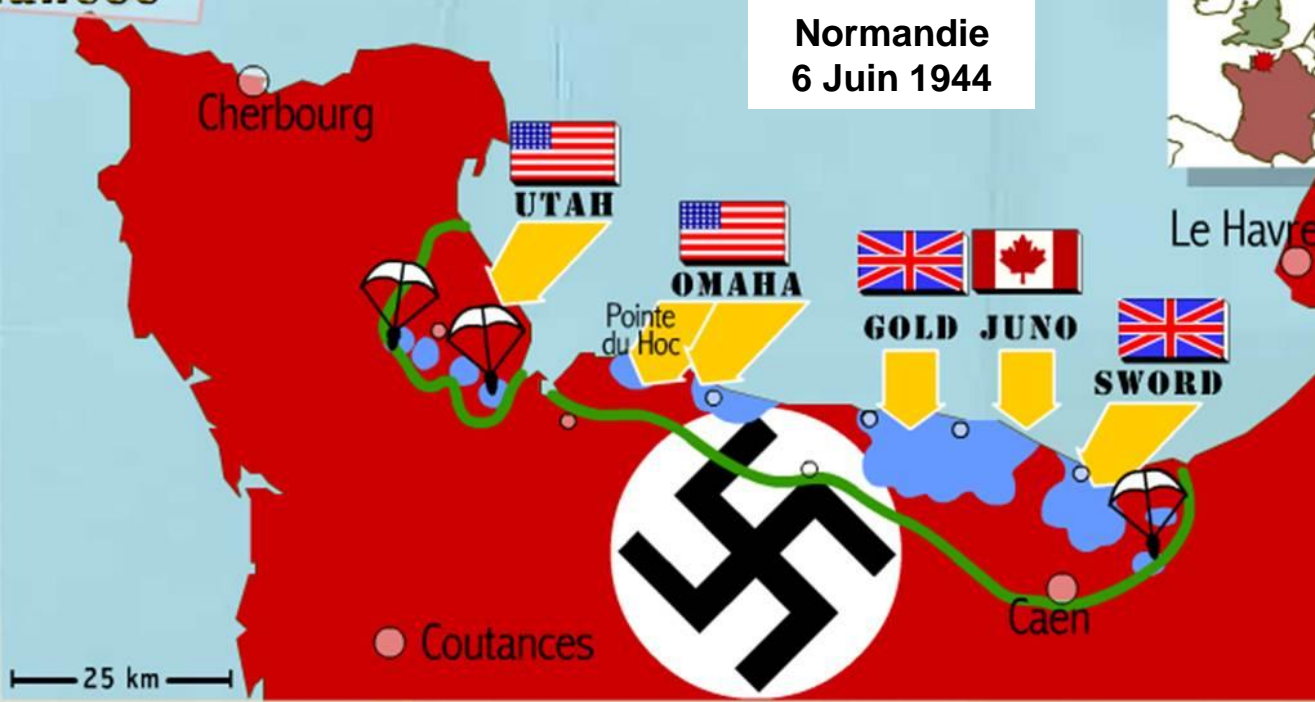 Normandie
6 Juin 1944
Cherbourg
UTAH
OMAHA
Le Havre
Pointe
du Hoc
GOLD JUNO
SWORD
Caen
Coutances
25 km